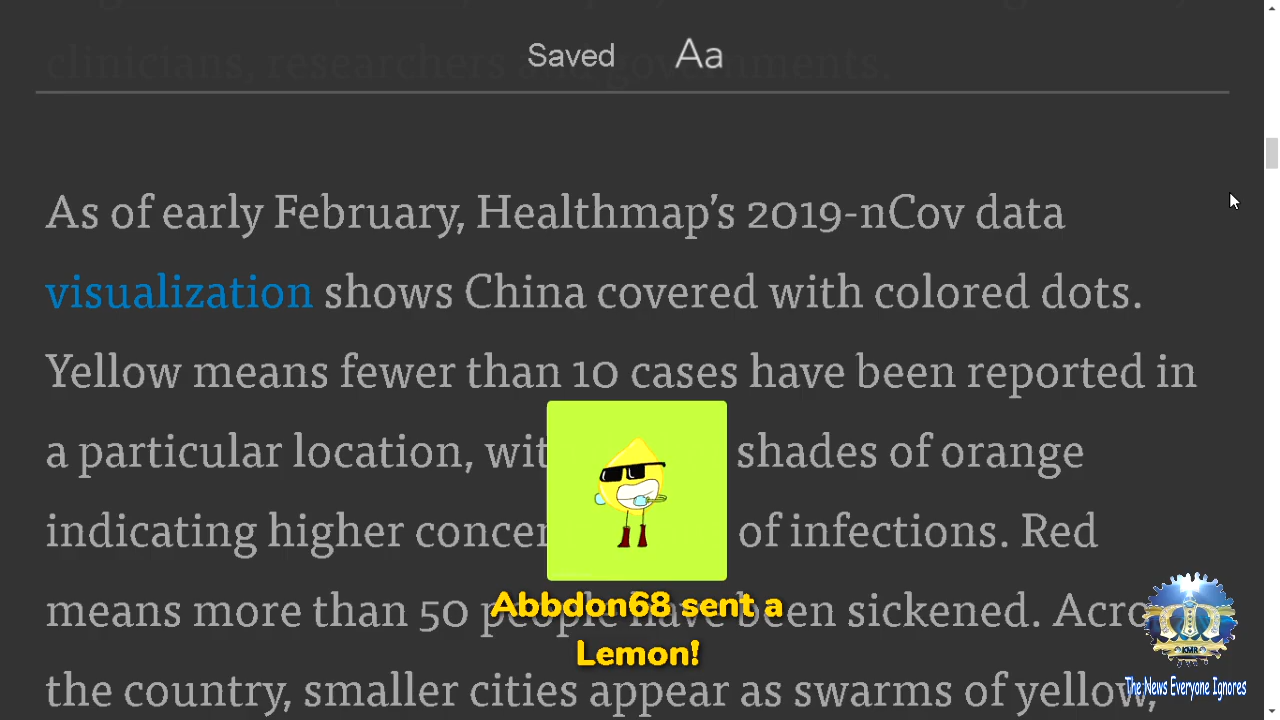 clinicians, researchers and governments.
Saved Aa
As of early February, Healthmap's 2019-nCov data
visualization shows China covered with colored dots.
Yellow means fewer than 10 cases have been reported in
a particular location, wit shades of orange
indicating higher concen of infections. Red
means more than 50 people have been sickened. Acro
the country, smaller cities appear as swarms of yellow,
Abbdon68 sent a
Lemon!
KMR
The News Everyone Ignores